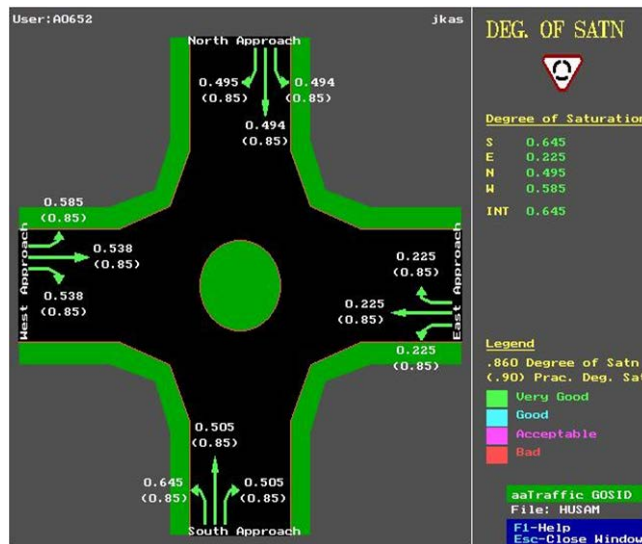 User:A0652
jkas
North Approach
0.495
(0.85)
0.494
(0.85)
0.494
(0.85)
West Approach
0.585
(0.85)
0.538
(0.85)
0.538
(0.85)
East Approach
0.225
(0.85)
0.225
(0.85)
0.225
(0.85)
0.505
(0.85)
0.645
(0.85)
0.505
(0.85)
South Approach
DEG. OF SATN
Degree of Saturation
S 0.645
E 0.225
N 0.495
W 0.585
INT 0.645
Legend
.860 Degree of Satn
(.90) Prac. Deg. Sat
Very Good
Good
Acceptable
Bad
aaTraffic GOSID
File: HUSAM
F1-Help
Esc-Close Window